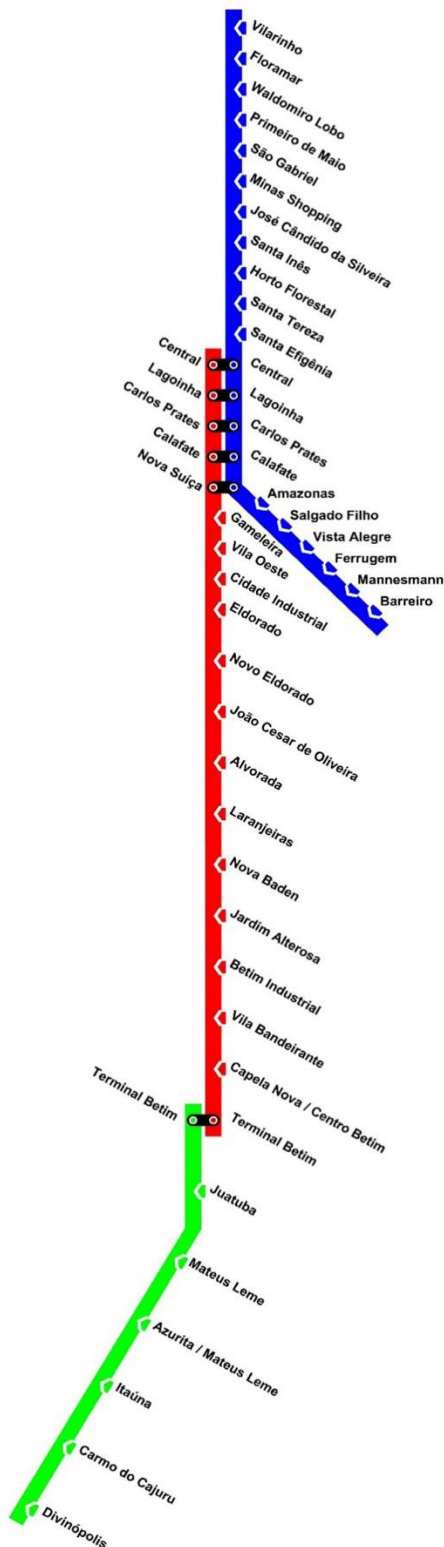 Vilarinho
Floramar
Waldomiro Lobo
Primeiro de Maio
São Gabriel
Minas Shopping
José Cândido da Silveira
Santa Inês
Horto Florestal
Santa Tereza
Santa Efigênia
Central
Central
Lagoinha
Lagoinha
Carlos Prates
Carlos Prates
Calafate
Calafate
Nova Suíça
Amazonas
Salgado Filho
Vista Alegre
Ferrugem
Mannesmann
Barreiro
Gameleira
Vila Oeste
Cidade Industrial
Eldorado
Novo Eldorado
João Cesar de Oliveira
Alvorada
Laranjeiras
Nova Baden
Jardim Alterosa
Betim Industrial
Vila Bandeirante
Capela Nova / Centro Betim
Terminal Betim
Terminal Betim
Juatuba
Mateus Leme
Azurita / Mateus Leme
Itaúna
Carmo do Cajuru
Divinópolis